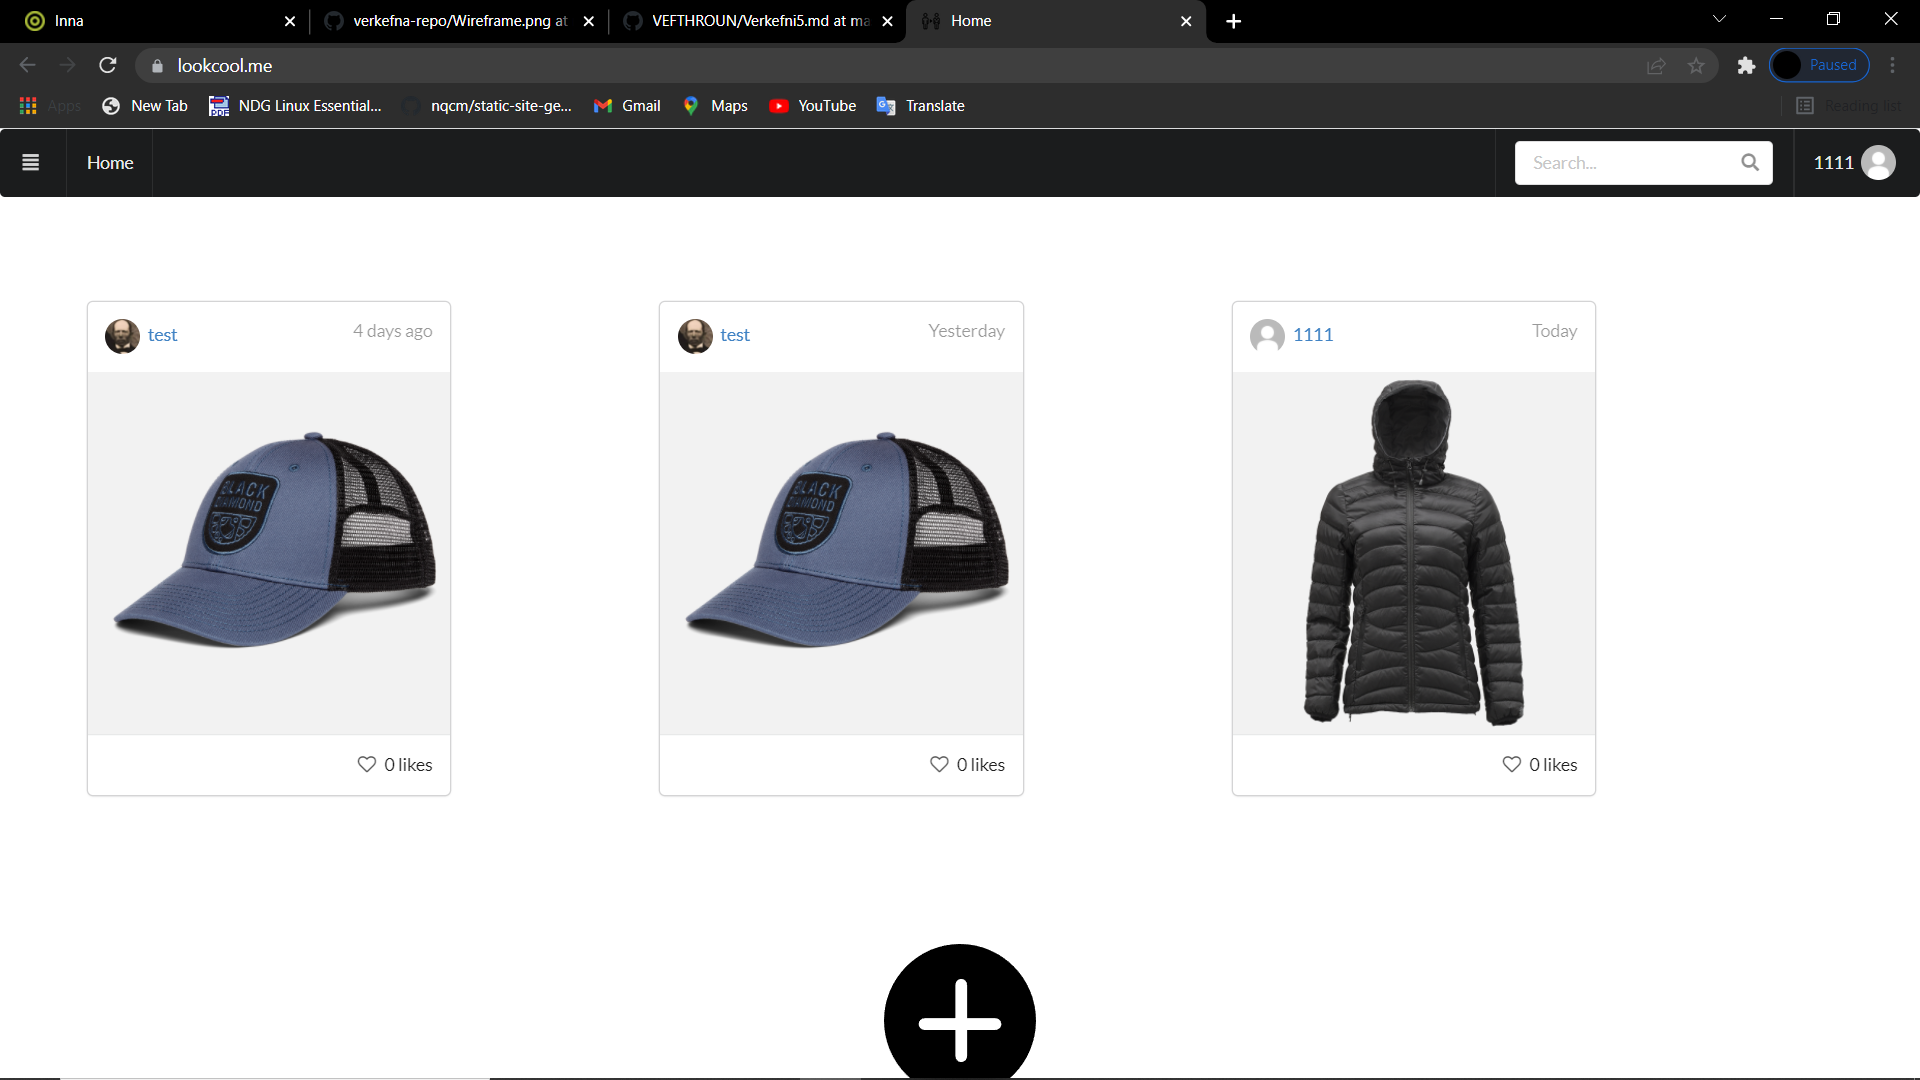 Inna
verkefna-repo/Wireframe.png at
VEFTHROUN/Verkefni5.md at ma
Home
lookcool.me
Paused
Apps
New Tab
NDG Linux Essential...
nqcm/static-site-ge...
Gmail
Maps
YouTube
Translate
Reading list
Home
Search...
1111
test
4 days ago
BLACK
DIAMOND
0 likes
test
Yesterday
BLACK
DIAMOND
0 likes
1111
Today
0 likes